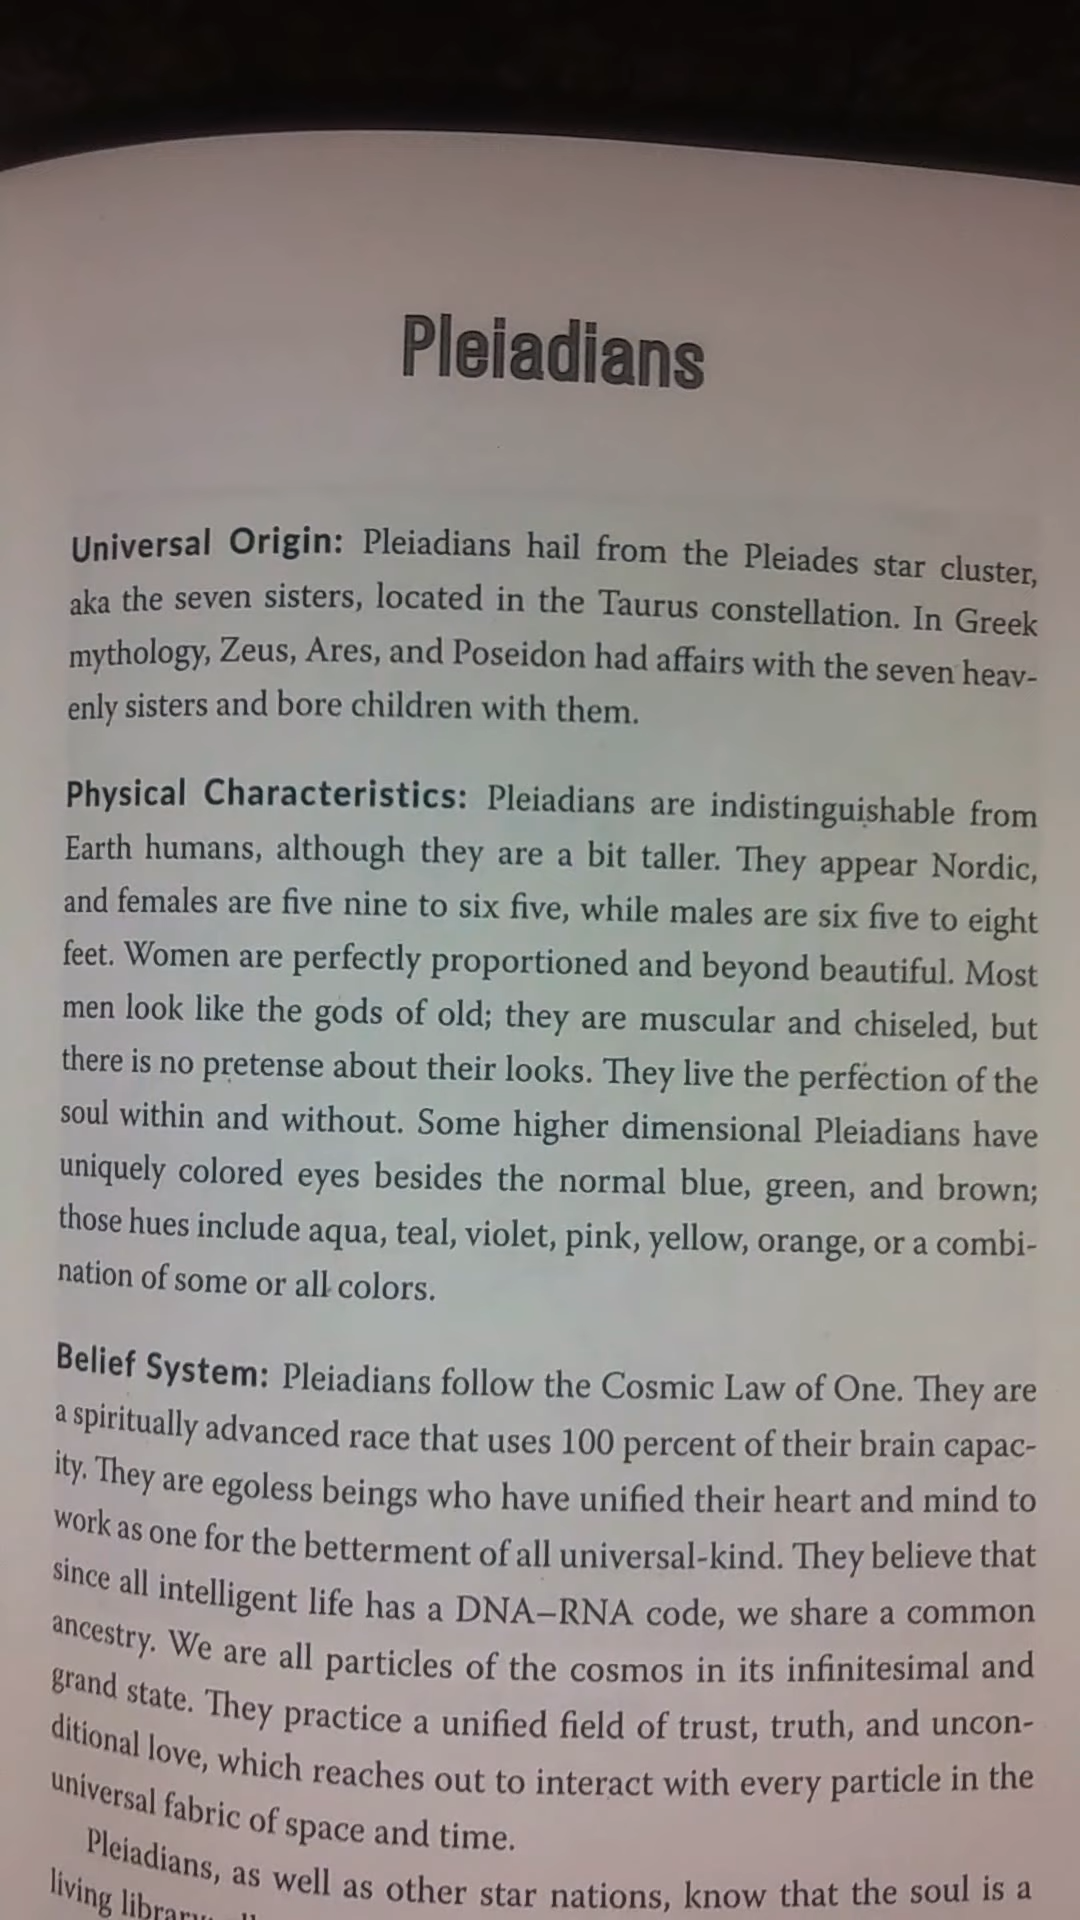 Pleiadians
Universal Origin: Pleiadians hail from the Pleiades star cluster,
aka the seven sisters, located in the Taurus constellation. In Greek
mythology, Zeus, Ares, and Poseidon had affairs with the seven heav-
enly sisters and bore children with them.
Physical Characteristics: Pleiadians are indistinguishable from
Earth humans, although they are a bit taller. They appear Nordic,
and females are five nine to six five, while males are six five to eight
feet. Women are perfectly proportioned and beyond beautiful. Most
men look like the gods of old; they are muscular and chiseled, but
there is no pretense about their looks. They live the perfection of the
soul within and without. Some higher dimensional Pleiadians have
uniquely colored eyes besides the normal blue, green, and brown;
those hues include aqua, teal, violet, pink, yellow, orange, or a combi-
nation of some or all colors.
Belief System: Pleiadians follow the Cosmic Law of One. They are
a spiritually advanced race that uses 100 percent of their brain capac-
ity. They are egoless beings who have unified their heart and mind to
work as one for the betterment of all universal-kind. They believe that
since all intelligent life has a DNA–RNA code, we share a common
ancestry. We are all particles of the cosmos in its infinitesimal and
grand state. They practice a unified field of trust, truth, and uncon-
ditional love, which reaches out to interact with every particle in the
universal fabric of space and time.
Pleiadians, as well as other star nations, know that the soul is a
living